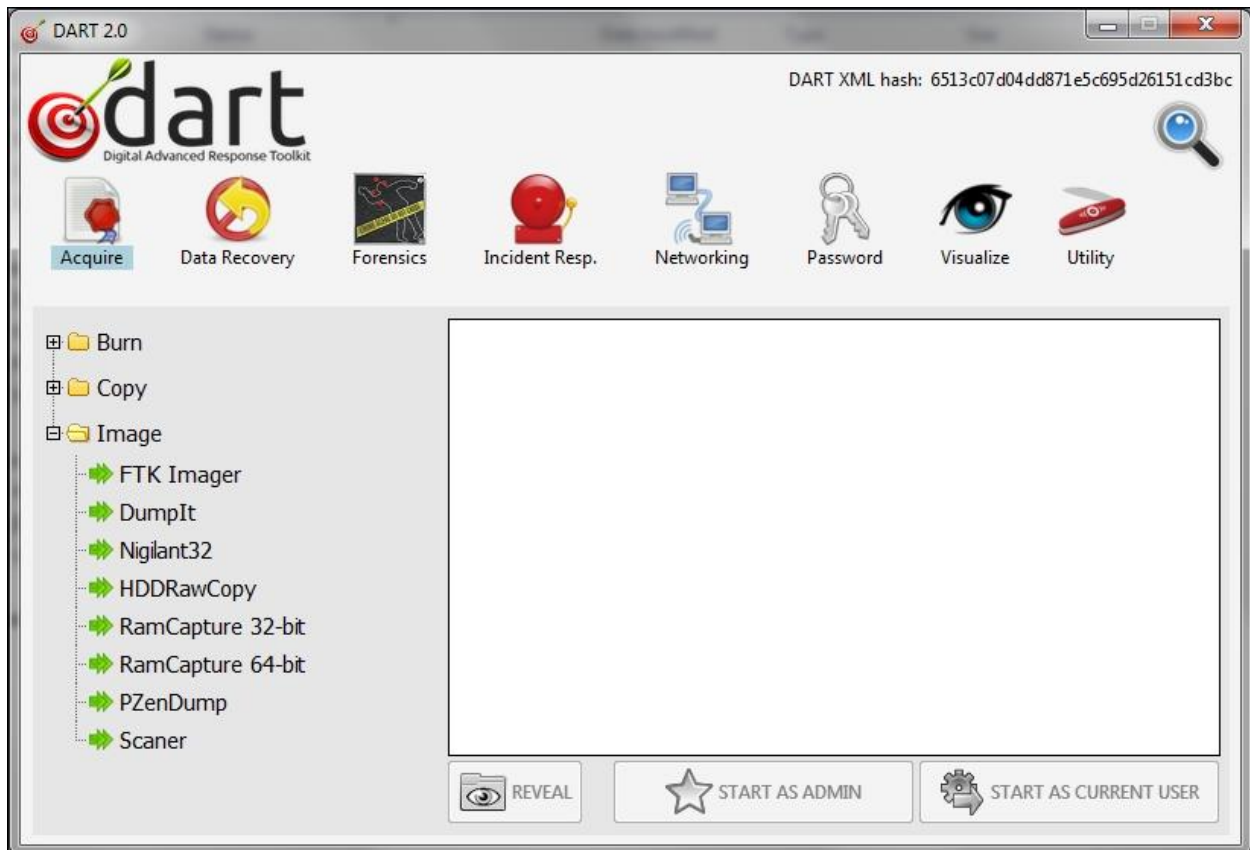 DART 2.0
DART XML hash: 6513c07d04dd871e5c695d26151cd3bc
dart
Digital Advanced Response Toolkit
Acquire Data Recovery Forensics Incident Resp. Networking Password Visualize Utility
Burn
Copy
Image
FTK Imager
DumpIt
Nigilant32
HDDRawCopy
RamCapture 32-bit
RamCapture 64-bit
PZenDump
Scaner
REVEAL START AS ADMIN START AS CURRENT USER